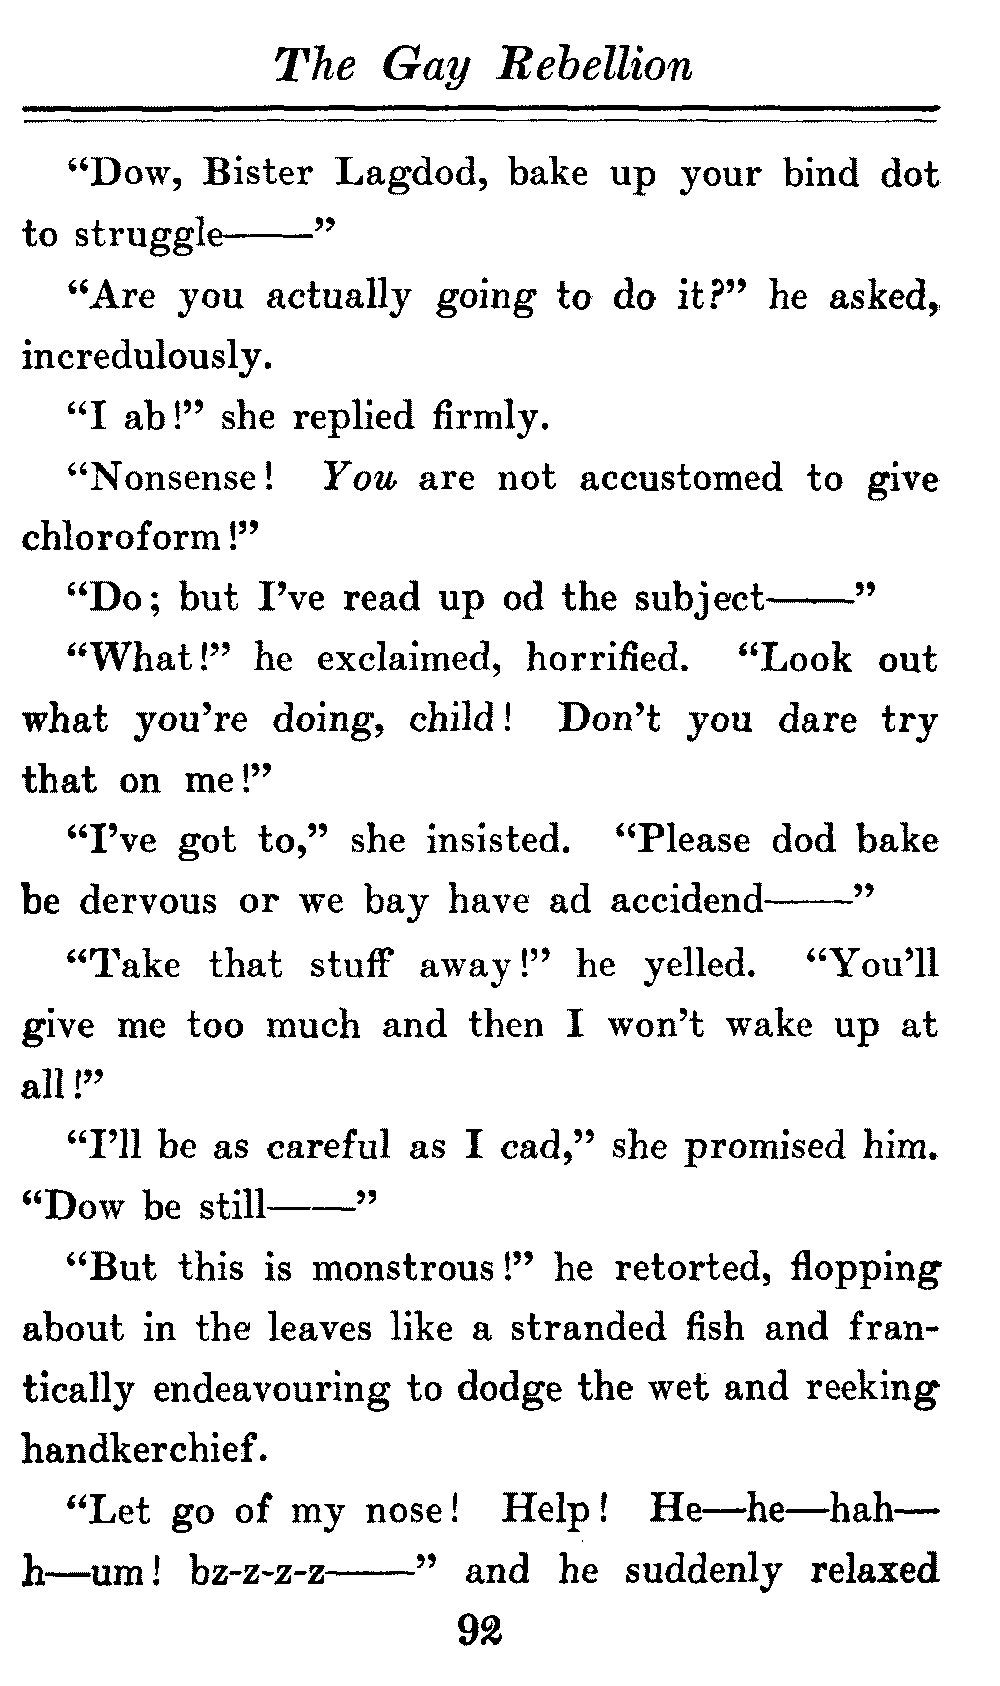 The Gay Rebellion
“Dow, Bister Lagdod, bake up your bind dot
to struggle——”
“Are you actually going to do it?” he asked,
incredulously.
“I ab!” she replied firmly.
“Nonsense! You are not accustomed to give
chloroform!”
“Do; but I’ve read up od the subject——”
“What!” he exclaimed, horrified. “Look out
what you’re doing, child! Don’t you dare try
that on me!”
“I’ve got to,” she insisted. “Please dod bake
be dervous or we bay have ad accidend——”
“Take that stuff away!” he yelled. “You’ll
give me too much and then I won’t wake up at
all!”
“I’ll be as careful as I cad,” she promised him.
“Dow be still——”
“But this is monstrous!” he retorted, flopping
about in the leaves like a stranded fish and fran-
tically endeavouring to dodge the wet and reeking
handkerchief.
“Let go of my nose! Help! He—he—hah—
h—um! bz-z-z-z——” and he suddenly relaxed
92